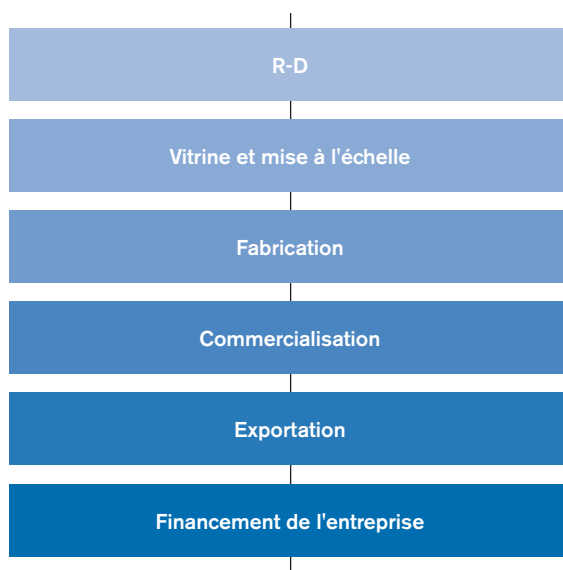 R-D
Vitrine et mise à l'échelle
Fabrication
Commercialisation
Exportation
Financement de l'entreprise